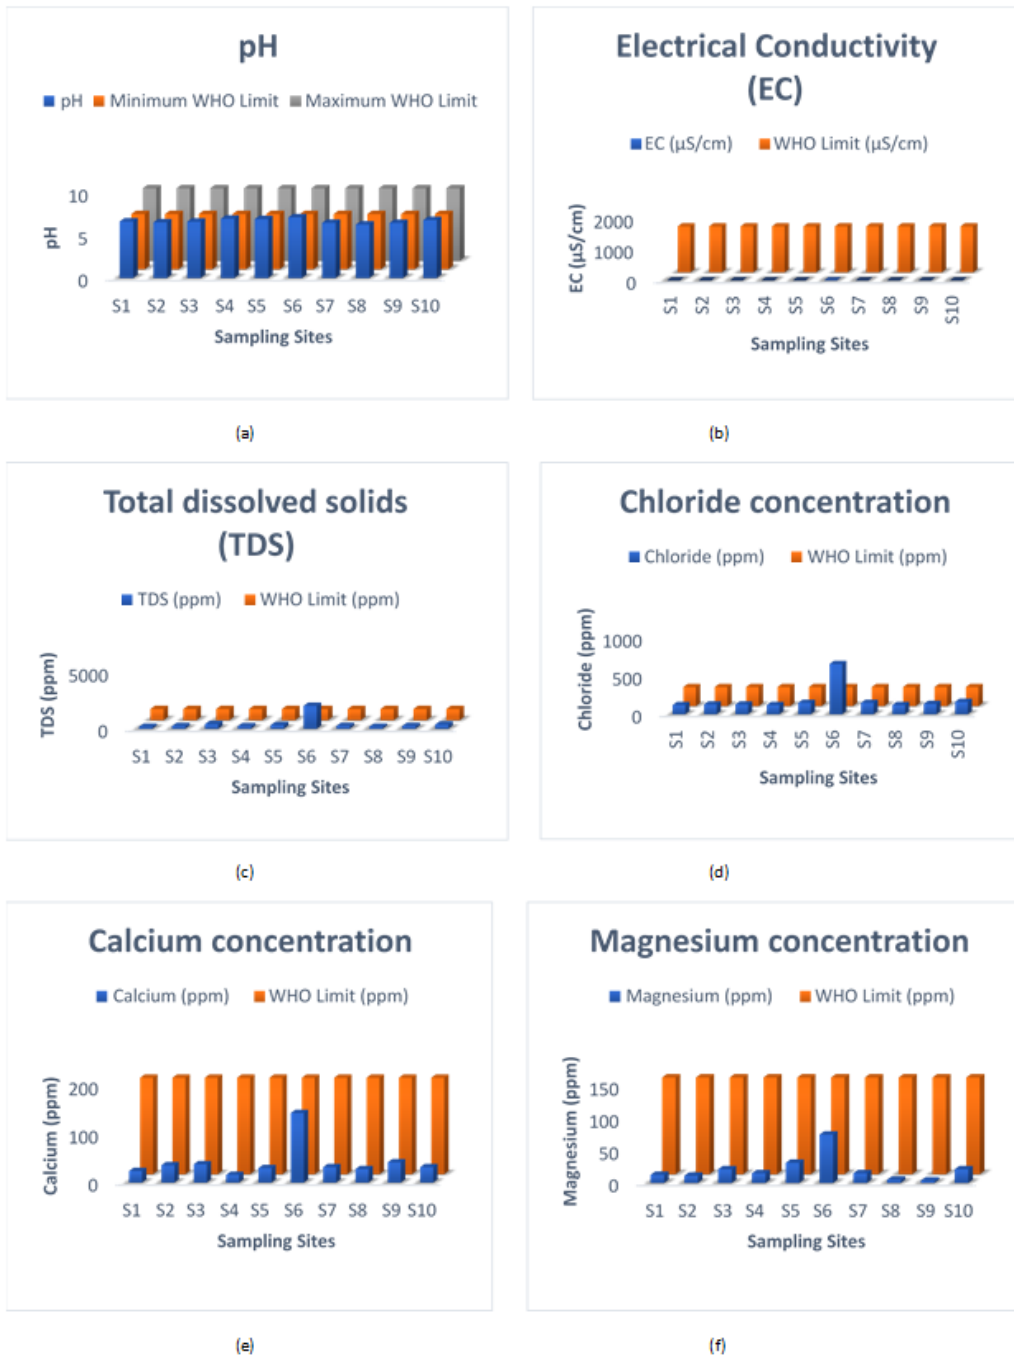 pH
pH Minimum WHO Limit Maximum WHO Limit
10
5
0
pH
S1 S2 S3 S4 S5 S6 S7 S8 S9 S10
Sampling Sites
(a)
Electrical Conductivity
(EC)
EC (µS/cm) WHO Limit (µS/cm)
2000
1000
0
EC (µS/cm)
S1 S2 S3 S4 S5 S6 S7 S8 S9 S10
Sampling Sites
(b)
Total dissolved solids
(TDS)
TDS (ppm) WHO Limit (ppm)
5000
0
TDS (ppm)
S1 S2 S3 S4 S5 S6 S7 S8 S9 S10
Sampling Sites
(c)
Chloride concentration
Chloride (ppm) WHO Limit (ppm)
1000
500
0
Chloride (ppm)
S1 S2 S3 S4 S5 S6 S7 S8 S9 S10
Sampling Sites
(d)
Calcium concentration
Calcium (ppm) WHO Limit (ppm)
200
100
0
Calcium (ppm)
S1 S2 S3 S4 S5 S6 S7 S8 S9 S10
Sampling Sites
(e)
Magnesium concentration
Magnesium (ppm) WHO Limit (ppm)
150
100
50
0
Magnesium (ppm)
S1 S2 S3 S4 S5 S6 S7 S8 S9 S10
Sampling Sites
(f)